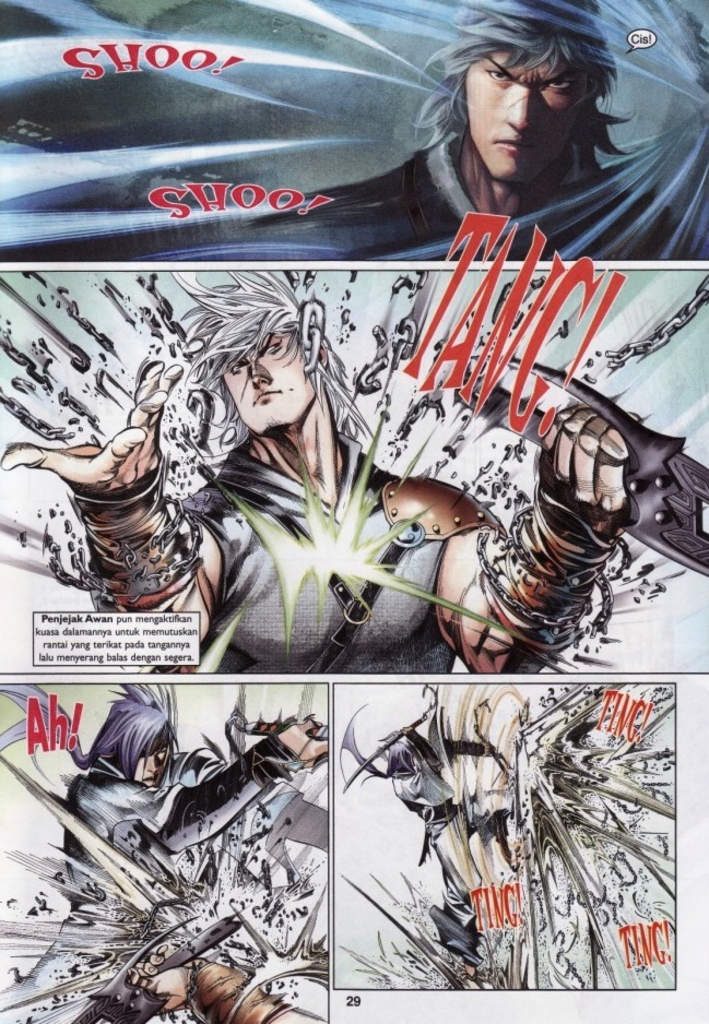 SHOO!
Cis!
SHOO!
TANG!
Penjejak Awan pun mengaktifkan
kuasa dalamannya untuk memutuskan
rantai yang terikat pada tangannya
lalu menyerang balas dengan segera.
Ah!
TING!
TING!
TING!
29